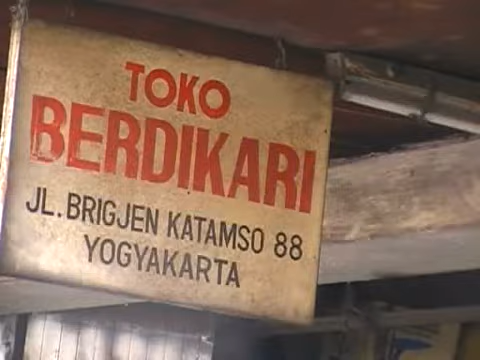 TOKO
BERDIKARI
JL. BRIGJEN KATAMSO 88
YOGYAKARTA